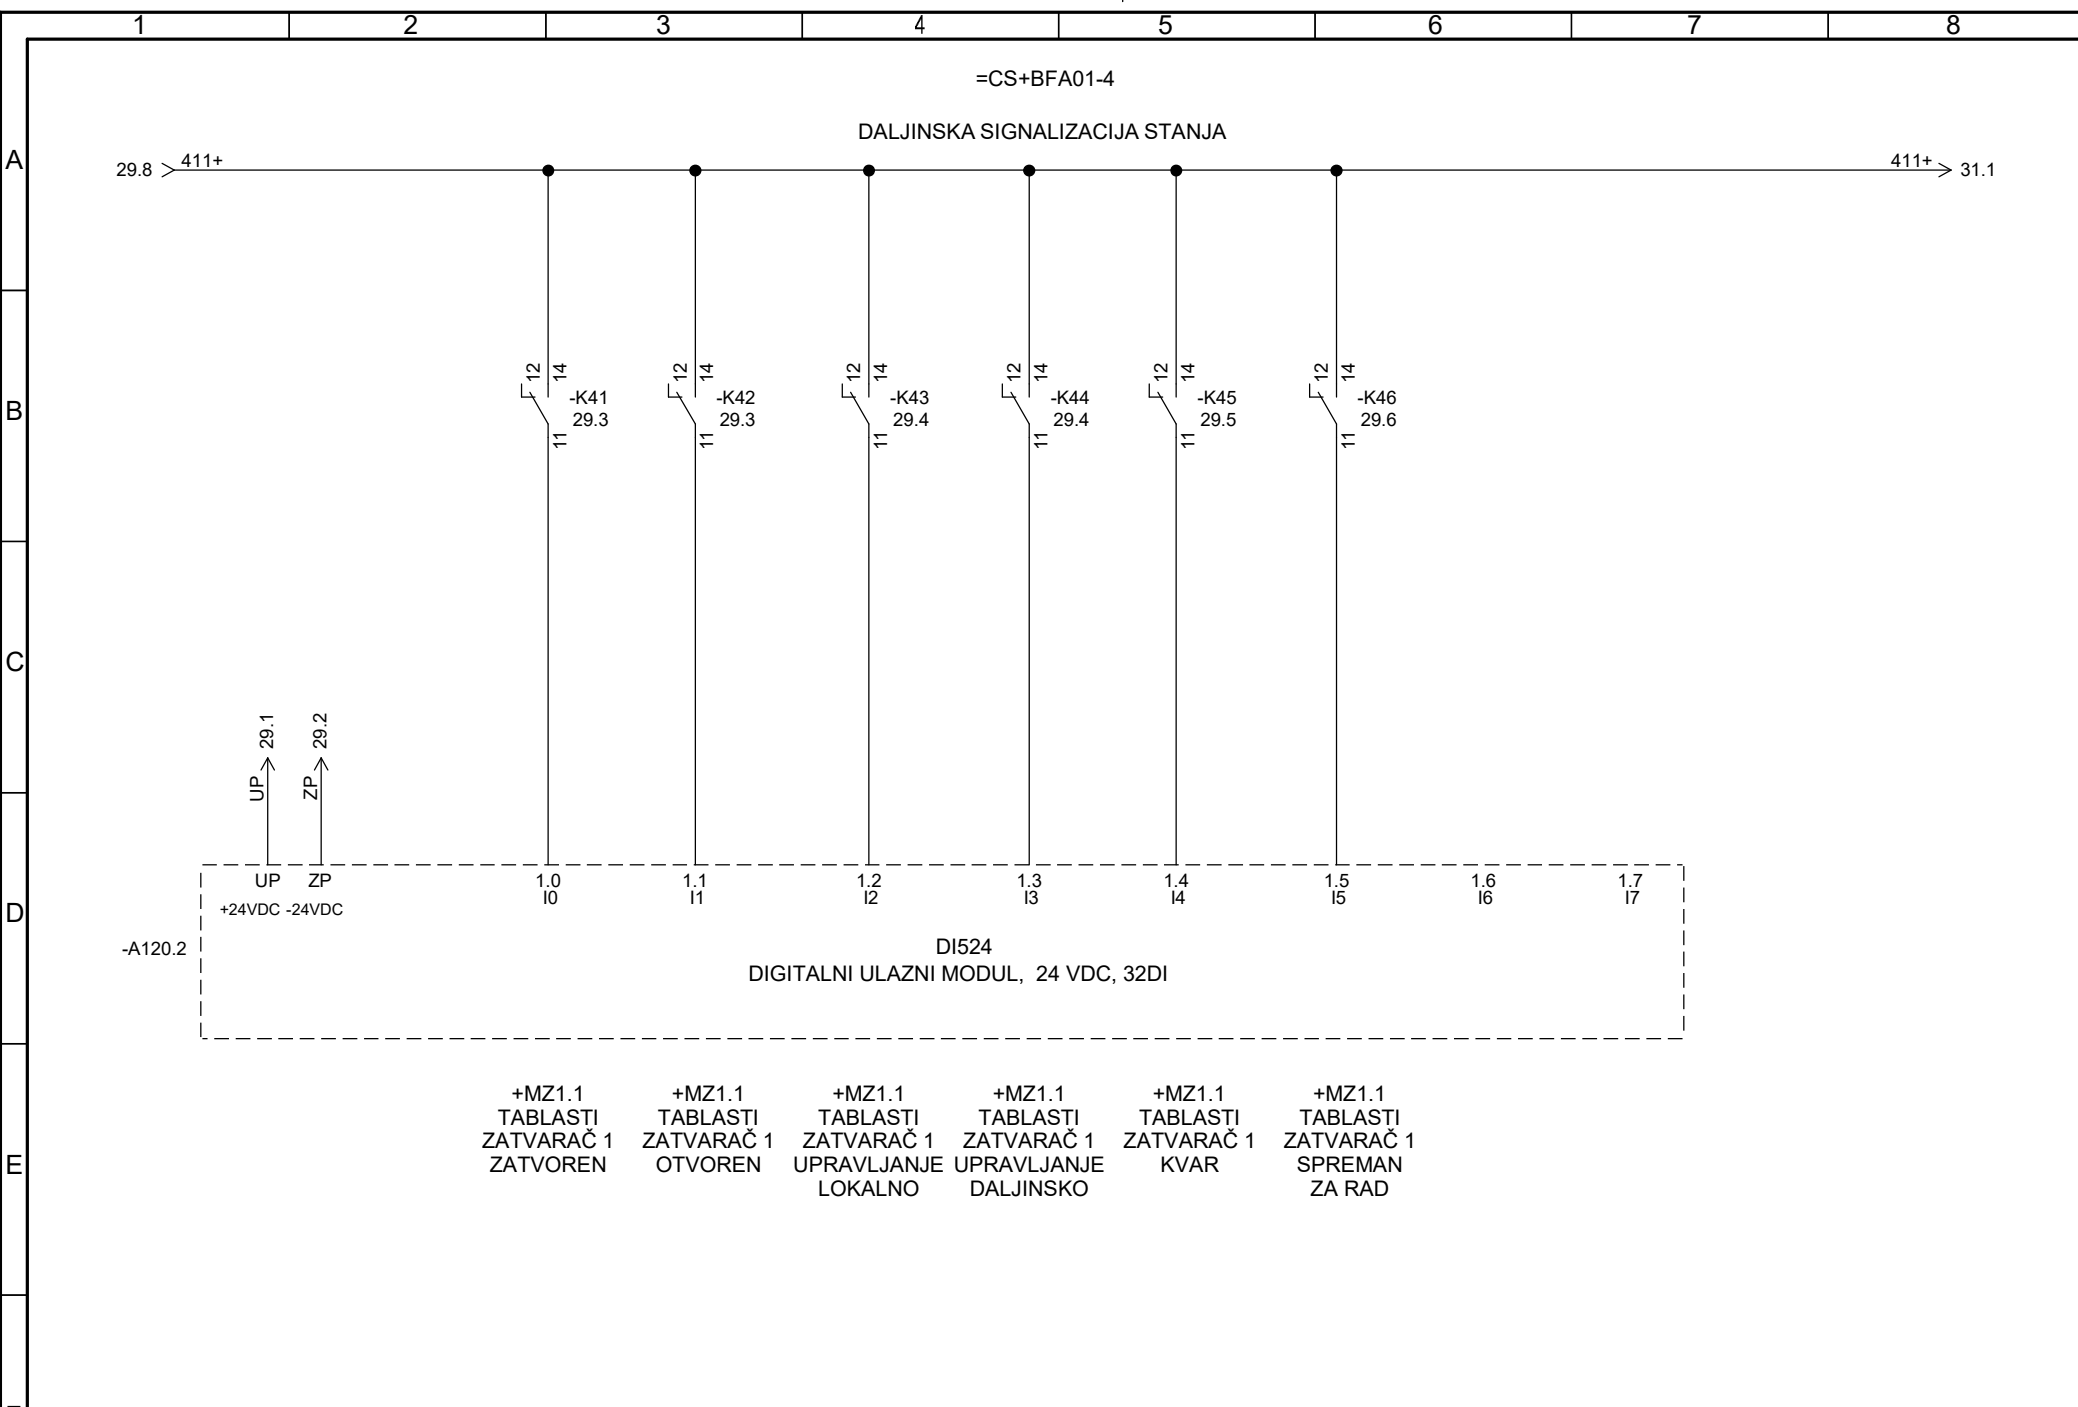 1 2 3 4 5 6 7 8
=CS+BFA01-4
DALJINSKA SIGNALIZACIJA STANJA
A
29.8 411+ 411+ 31.1
12 14 12 14 12 14 12 14 12 14 12 14
-K41 -K42 -K43 -K44 -K45 -K46
B
29.3 29.3 29.4 29.4 29.5 29.6
11 11 11 11 11 11
C
29.1 29.2
UP ZP
UP ZP 1.0 1.1 1.2 1.3 1.4 1.5 1.6 1.7
I0 I1 I2 I3 I4 I5 I6 I7
+24VDC -24VDC
D
-A120.2 DI524
DIGITALNI ULAZNI MODUL, 24 VDC, 32DI
E
+MZ1.1
TABLASTI
ZATVARAČ 1
ZATVOREN
+MZ1.1
TABLASTI
ZATVARAČ 1
OTVOREN
+MZ1.1
TABLASTI
ZATVARAČ 1
UPRAVLJANJE
LOKALNO
+MZ1.1
TABLASTI
ZATVARAČ 1
UPRAVLJANJE
DALJINSKO
+MZ1.1
TABLASTI
ZATVARAČ 1
KVAR
+MZ1.1
TABLASTI
ZATVARAČ 1
SPREMAN
ZA RAD